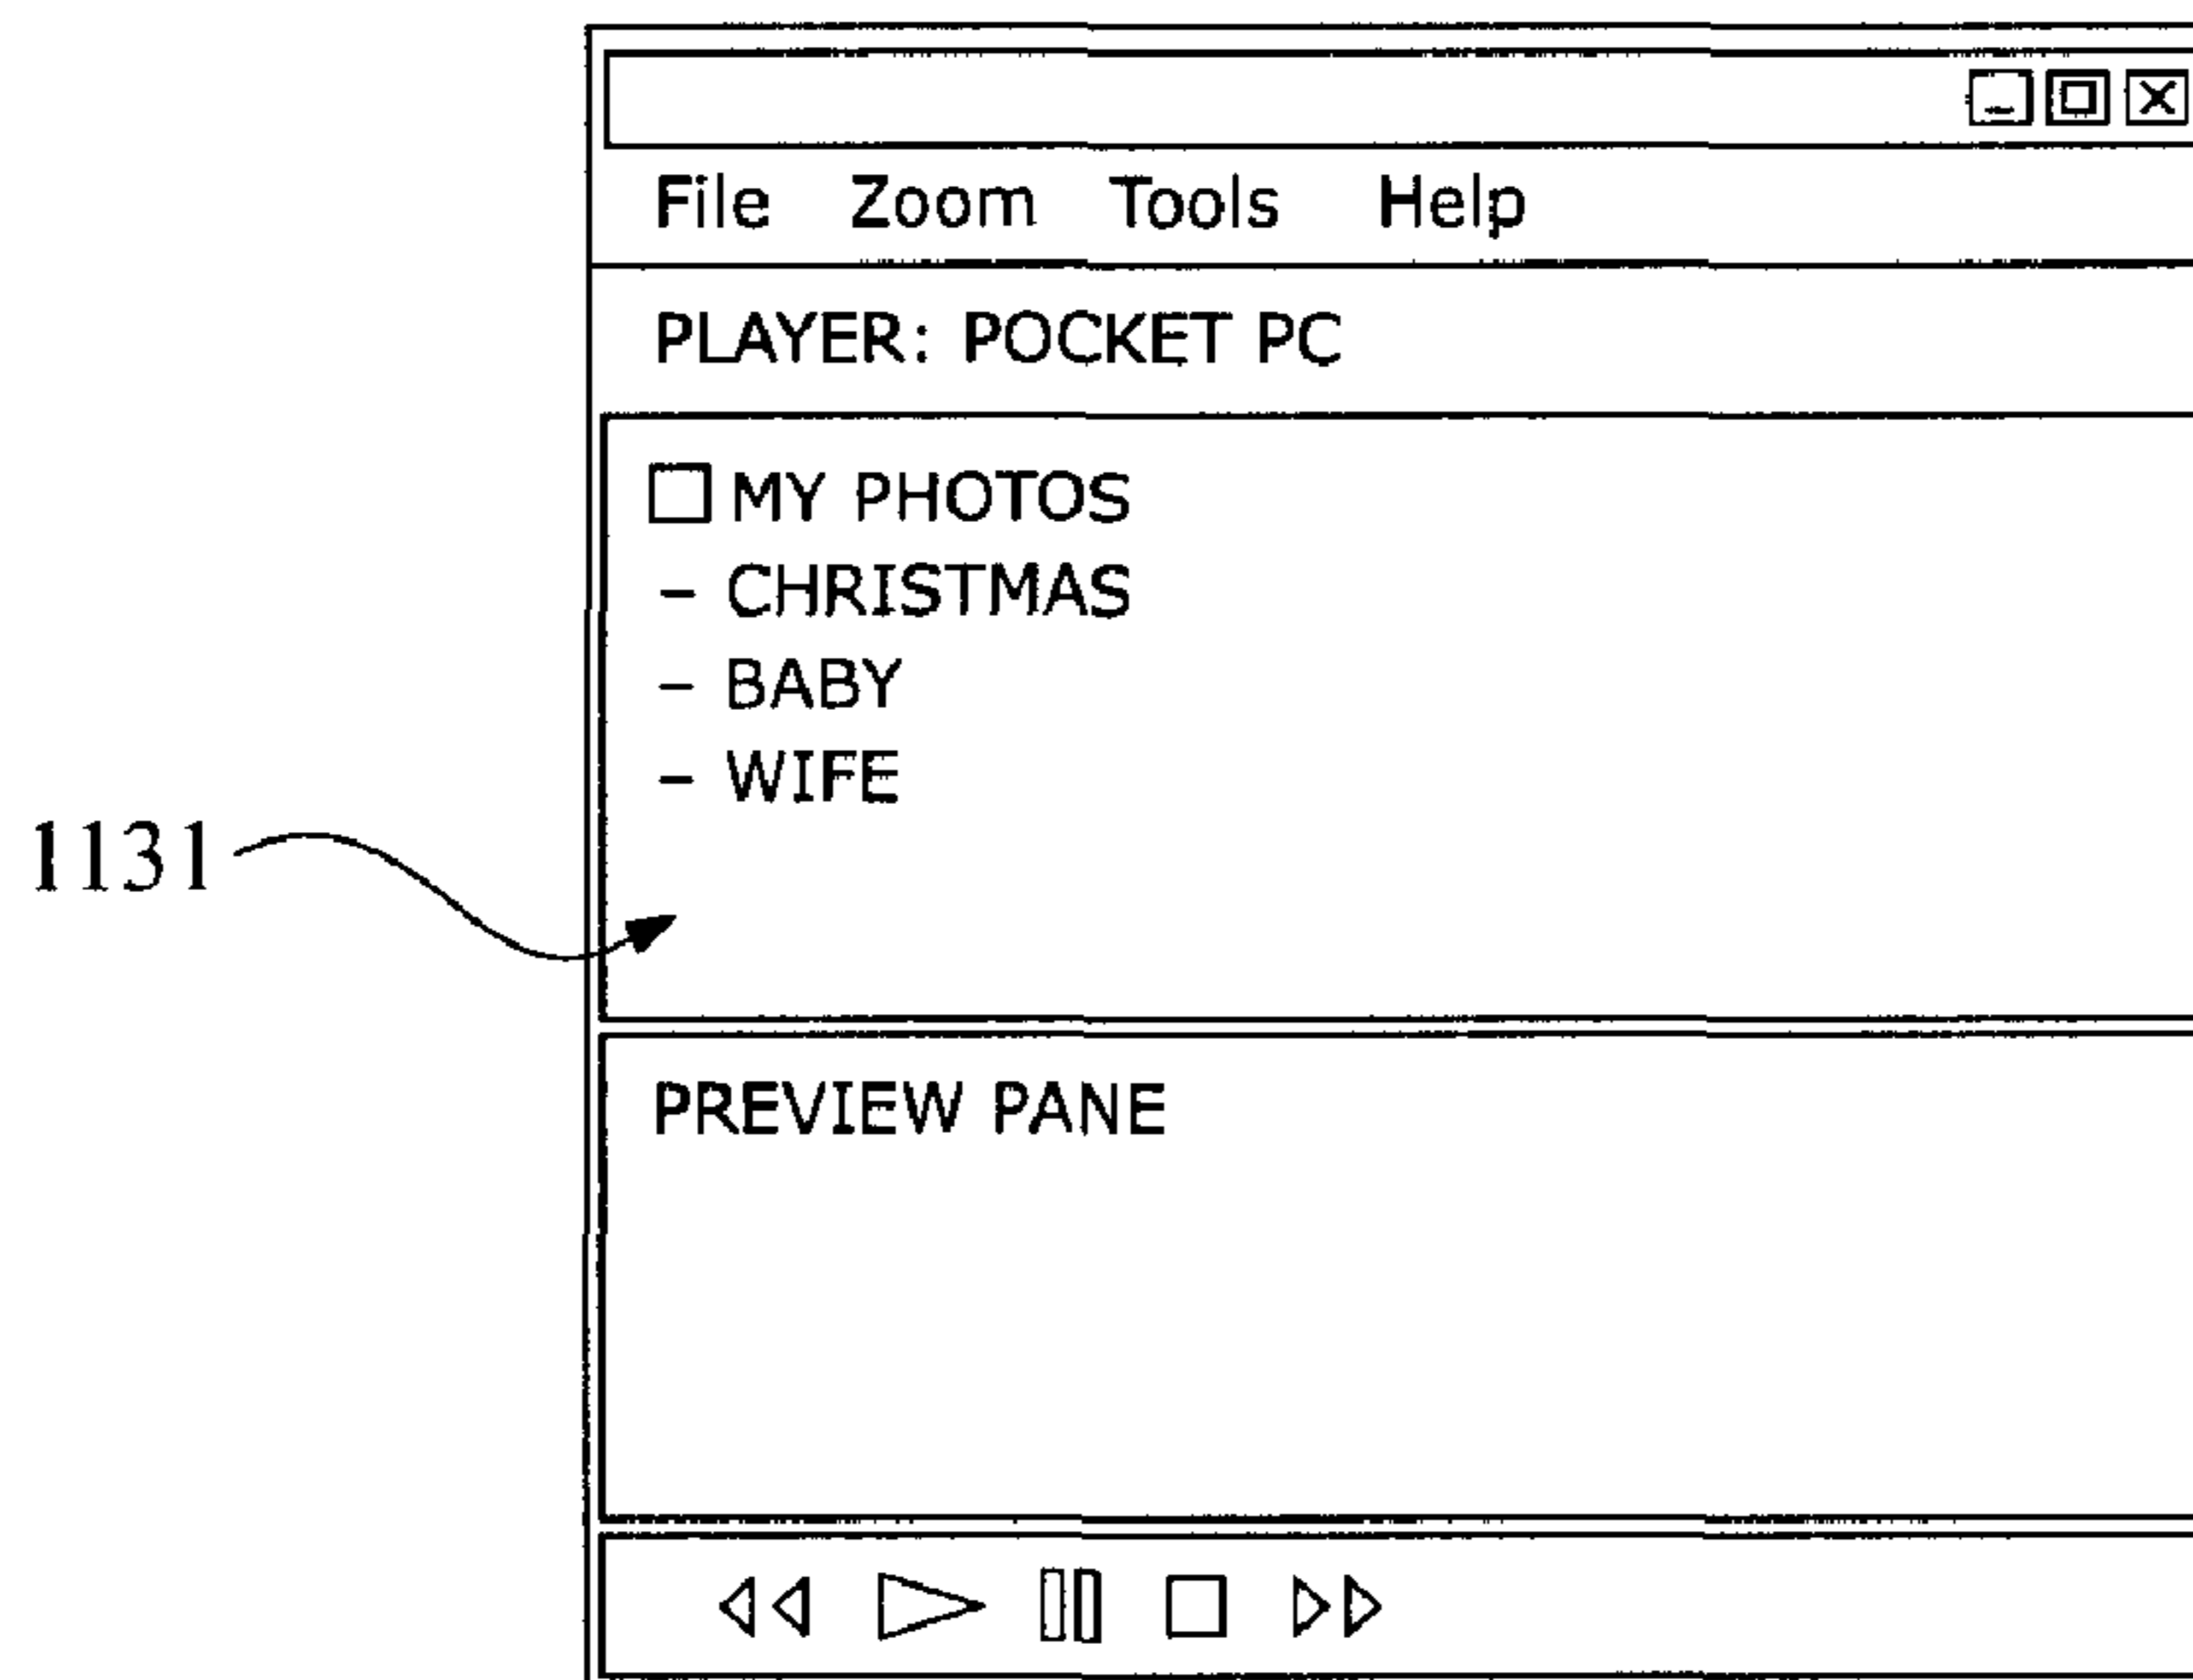 File Zoom Tools Help
PLAYER: POCKET PC
MY PHOTOS
– CHRISTMAS
– BABY
– WIFE
1131
PREVIEW PANE